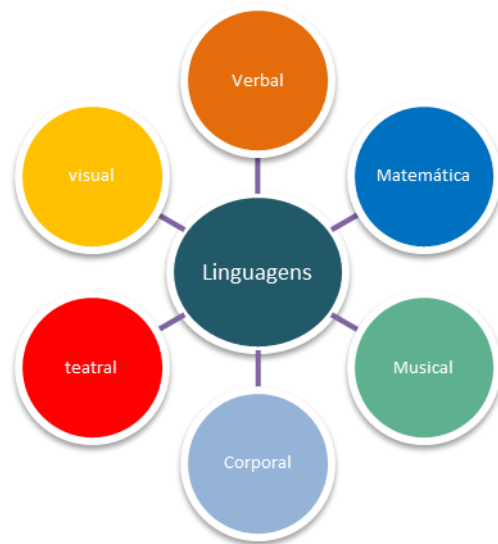 Verbal
visual
Matemática
Linguagens
teatral
Musical
Corporal